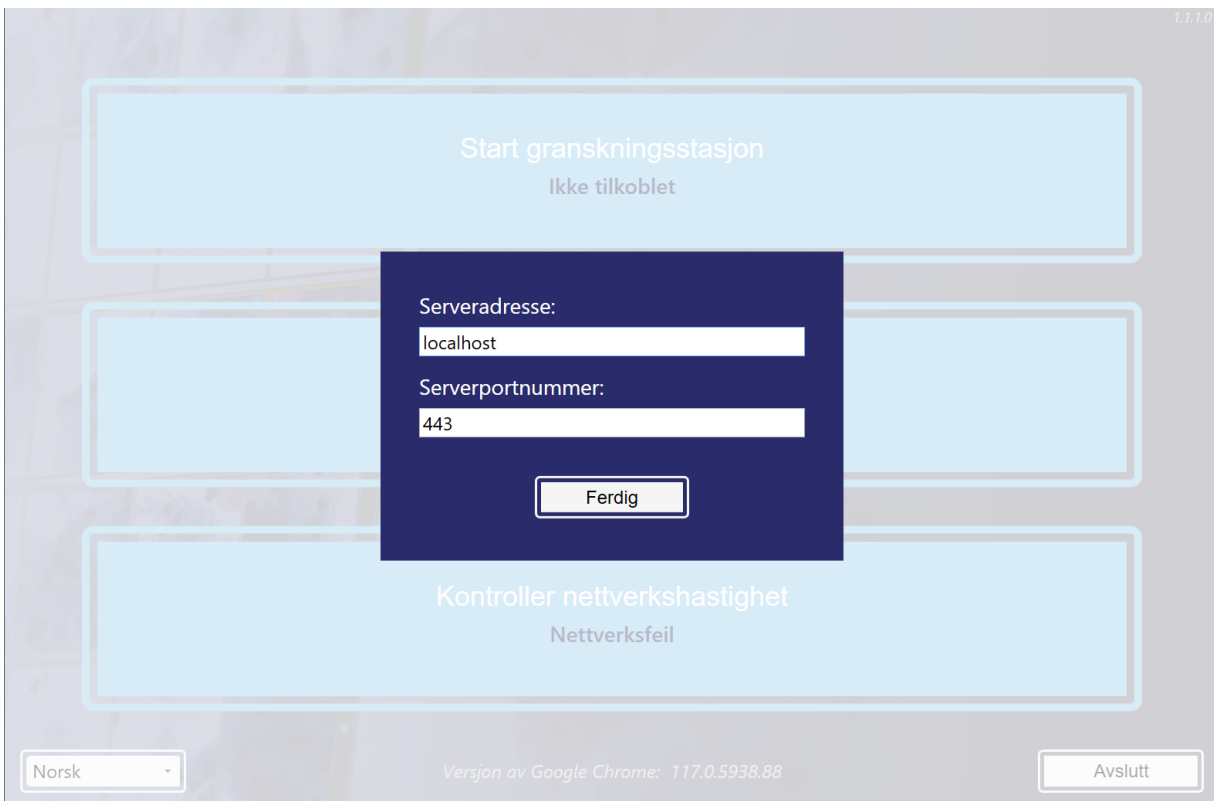 1.1.1.0
Start granskningsstasjon
Ikke tilkoblet
Serveradresse:
localhost
Serverportnummer:
443
Ferdig
Kontroller nettverkshastighet
Nettverksfeil
Norsk
Versjon av Google Chrome: 117.0.5938.88
Avslutt